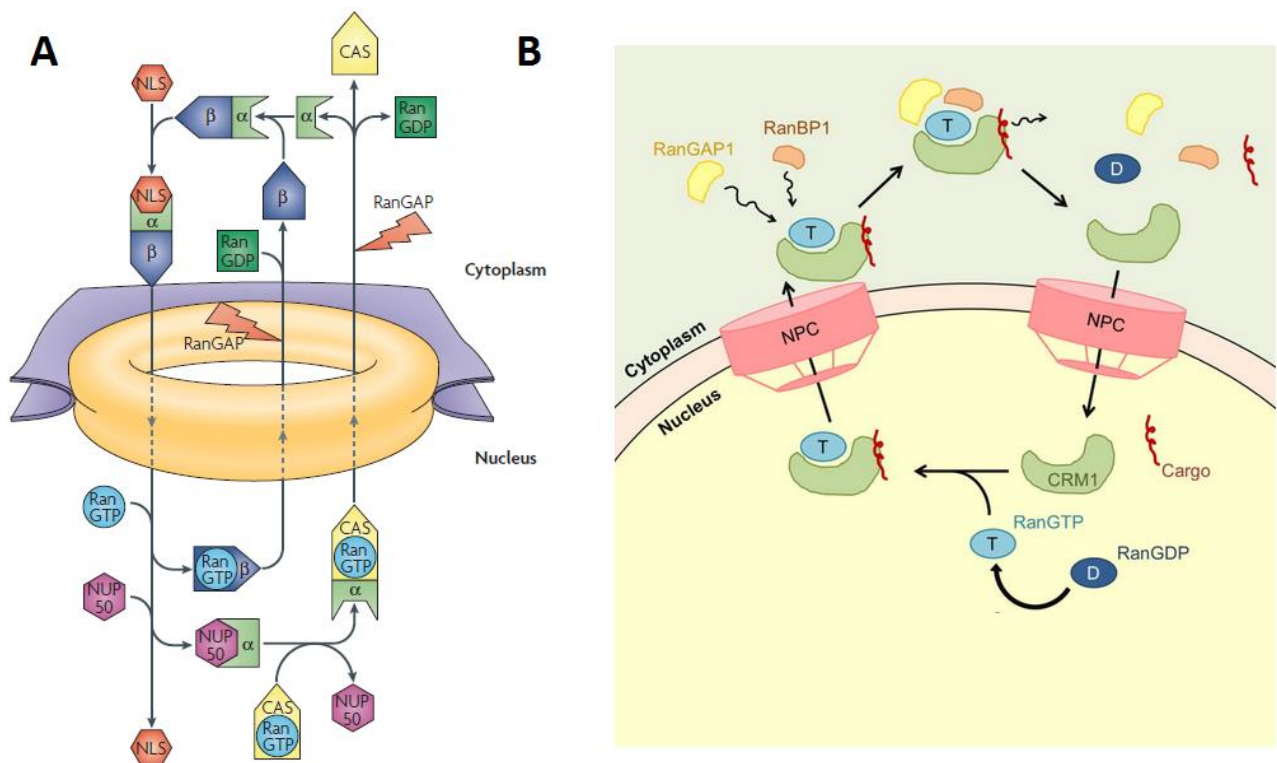 A
B
CAS
NLS
β
α
α
Ran
GDP
NLS
α
β
β
RanGAP
Ran
GDP
Cytoplasm
RanGAP
Nucleus
Ran
GTP
Ran
GTP
β
CAS
Ran
GTP
α
NUP
50
NUP
50
α
CAS
Ran
GTP
NUP
50
NLS
RanGAP1
RanBP1
T
T
D
NPC
NPC
Cytoplasm
Nucleus
T
CRM1
Cargo
RanGTP
T
RanGDP
D